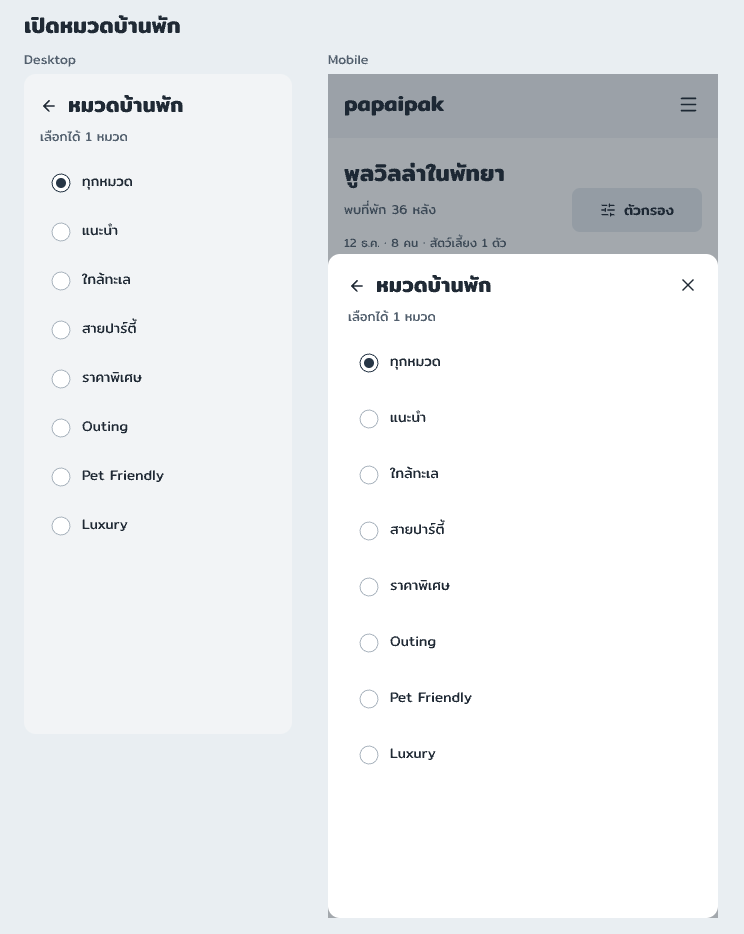 เปิดหมวดบ้านพัก
Desktop
หมวดบ้านพัก
เลือกได้ 1 หมวด
ทุกหมวด
แนะนำ
ใกล้ทะเล
สายปาร์ตี้
ราคาพิเศษ
Outing
Pet Friendly
Luxury
Mobile
papaipak
พูลวิลล่าในพัทยา
พบที่พัก 36 หลัง
ตัวกรอง
12 ธ.ค. · 8 คน · สัตว์เลี้ยง 1 ตัว
หมวดบ้านพัก
เลือกได้ 1 หมวด
ทุกหมวด
แนะนำ
ใกล้ทะเล
สายปาร์ตี้
ราคาพิเศษ
Outing
Pet Friendly
Luxury